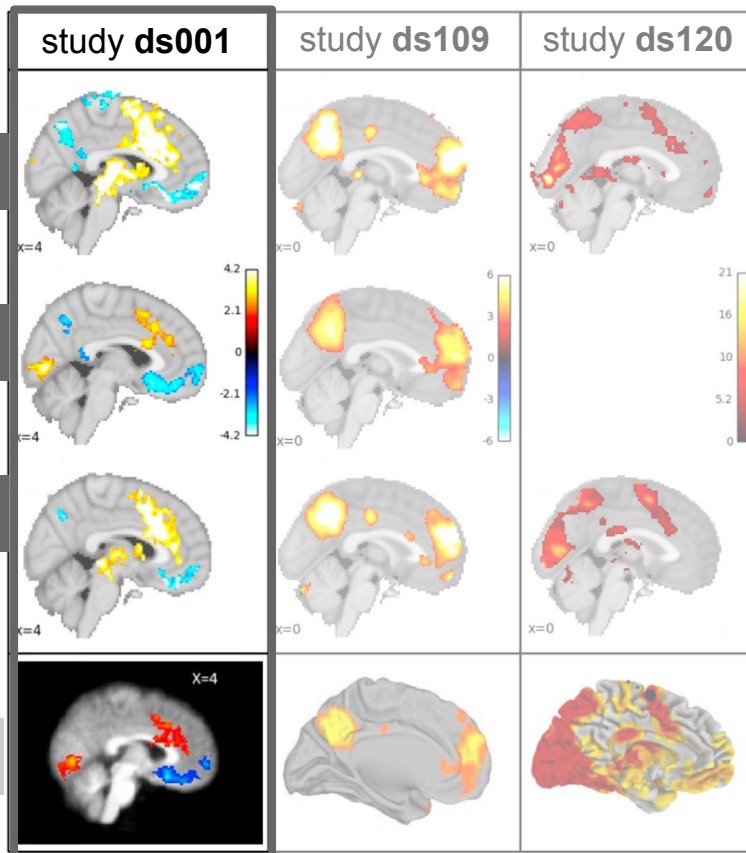 study ds001 study ds109 study ds120
x=4 x=0 x=0
4.2 6 21
2.1 3 16
0 0 10
-2.1 -3 5.2
-4.2 -6 0
x=4 x=0
x=4 x=0 x=0
X=4